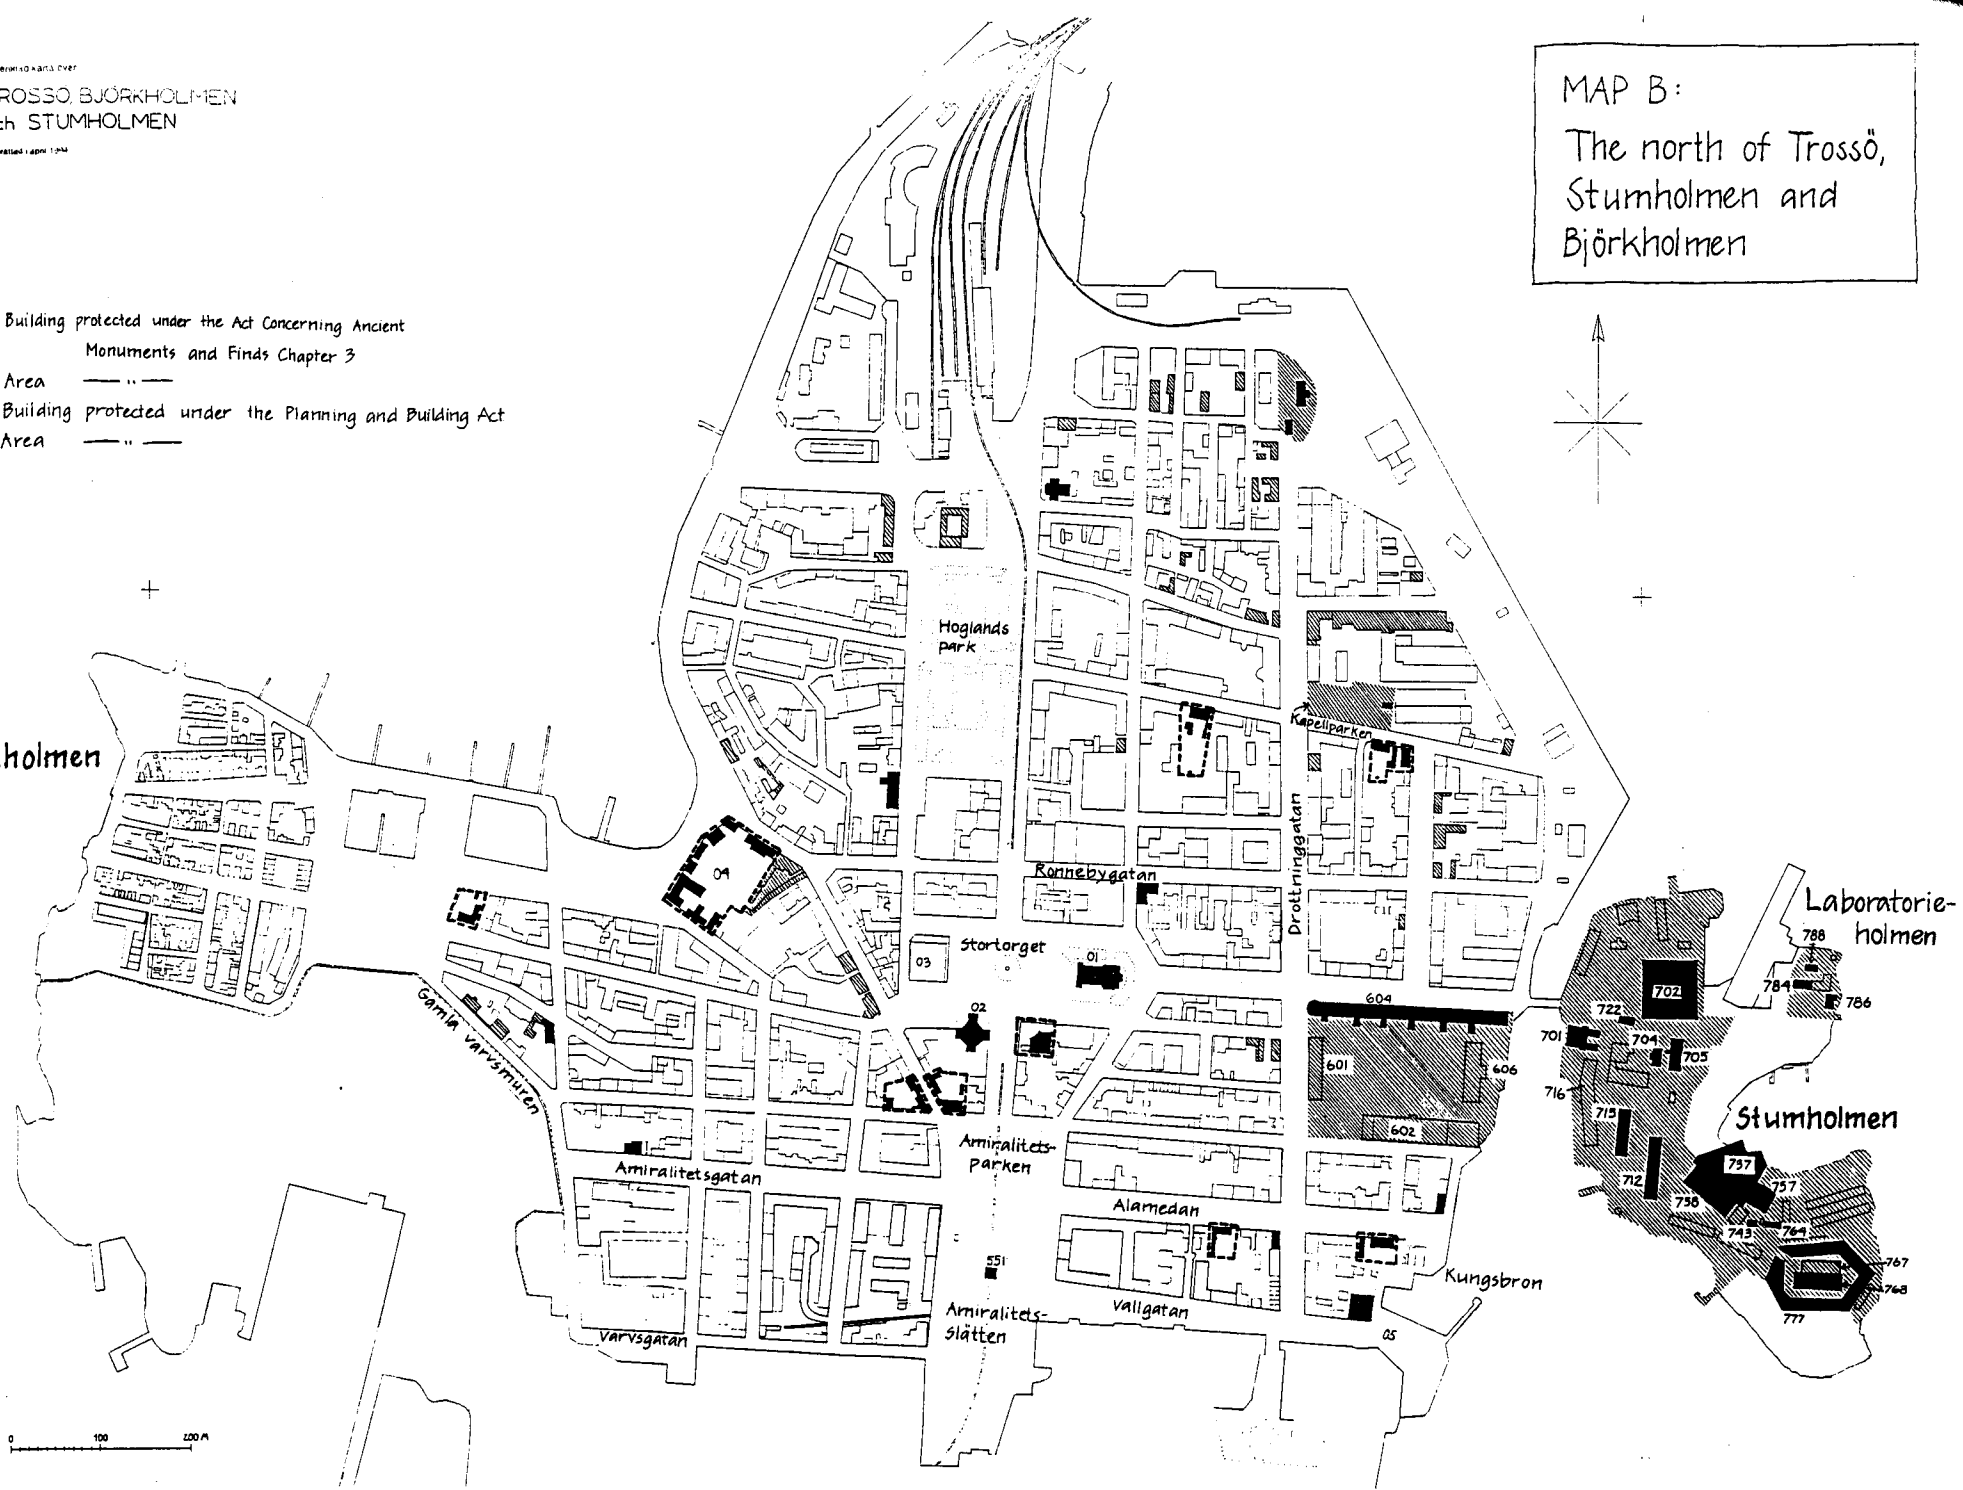 ROSSO, BJÖRKHOLMEN
ch STUMHOLMEN
MAP B:
The north of Trossö,
Stumholmen and
Björkholmen
Building protected under the Act Concerning Ancient
Monuments and Finds Chapter 3
Area — " —
Building protected under the Planning and Building Act
Area — " —
Hoglands
park
Kapellparken
holmen
Drottninggatan
04
Ronnebygatan
Laboratorie-
holmen
Stortorget
03
01
02
788
784
786
702
722
701
704
705
604
601
606
602
716
715
712
Gamla varvsmuren
Stumholmen
737
757
758
743
764
767
768
777
Amiralitets-
parken
Amiralitetsgatan
Alamedan
551
Kungsbron
Vallgatan
Amiralitets-
slätten
Varvsgatan
05
0 100 200 M